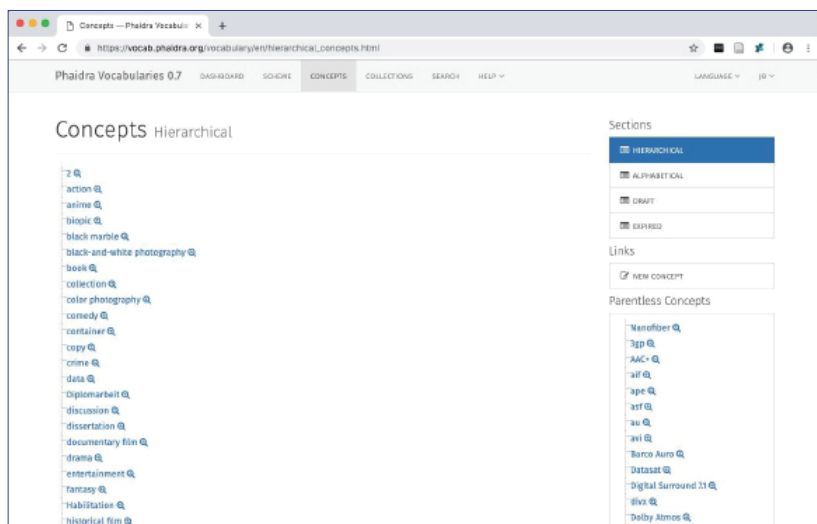 Concepts — Phaidra Vocabula
https://vocab.phaidra.org/vocabulary/en/hierarchical_concepts.html
Phaidra Vocabularies 0.7 DASHBOARD SCHEME CONCEPTS COLLECTIONS SEARCH HELP LANGUAGE JB
Concepts Hierarchical
2
action
anime
biopic
black marble
black-and-white photography
book
collection
color photography
comedy
container
copy
crime
data
Diplomarbeit
discussion
dissertation
documentary film
drama
entertainment
fantasy
Habilitation
historical film
Sections
HIERARCHICAL
ALPHABETICAL
DRAFT
EXPIRED
Links
NEW CONCEPT
Parentless Concepts
Nanofiber
3gp
AAC+
aif
ape
asf
au
avi
Barco Auro
Datasat
Digital Surround 7.1
divx
Dolby Atmos